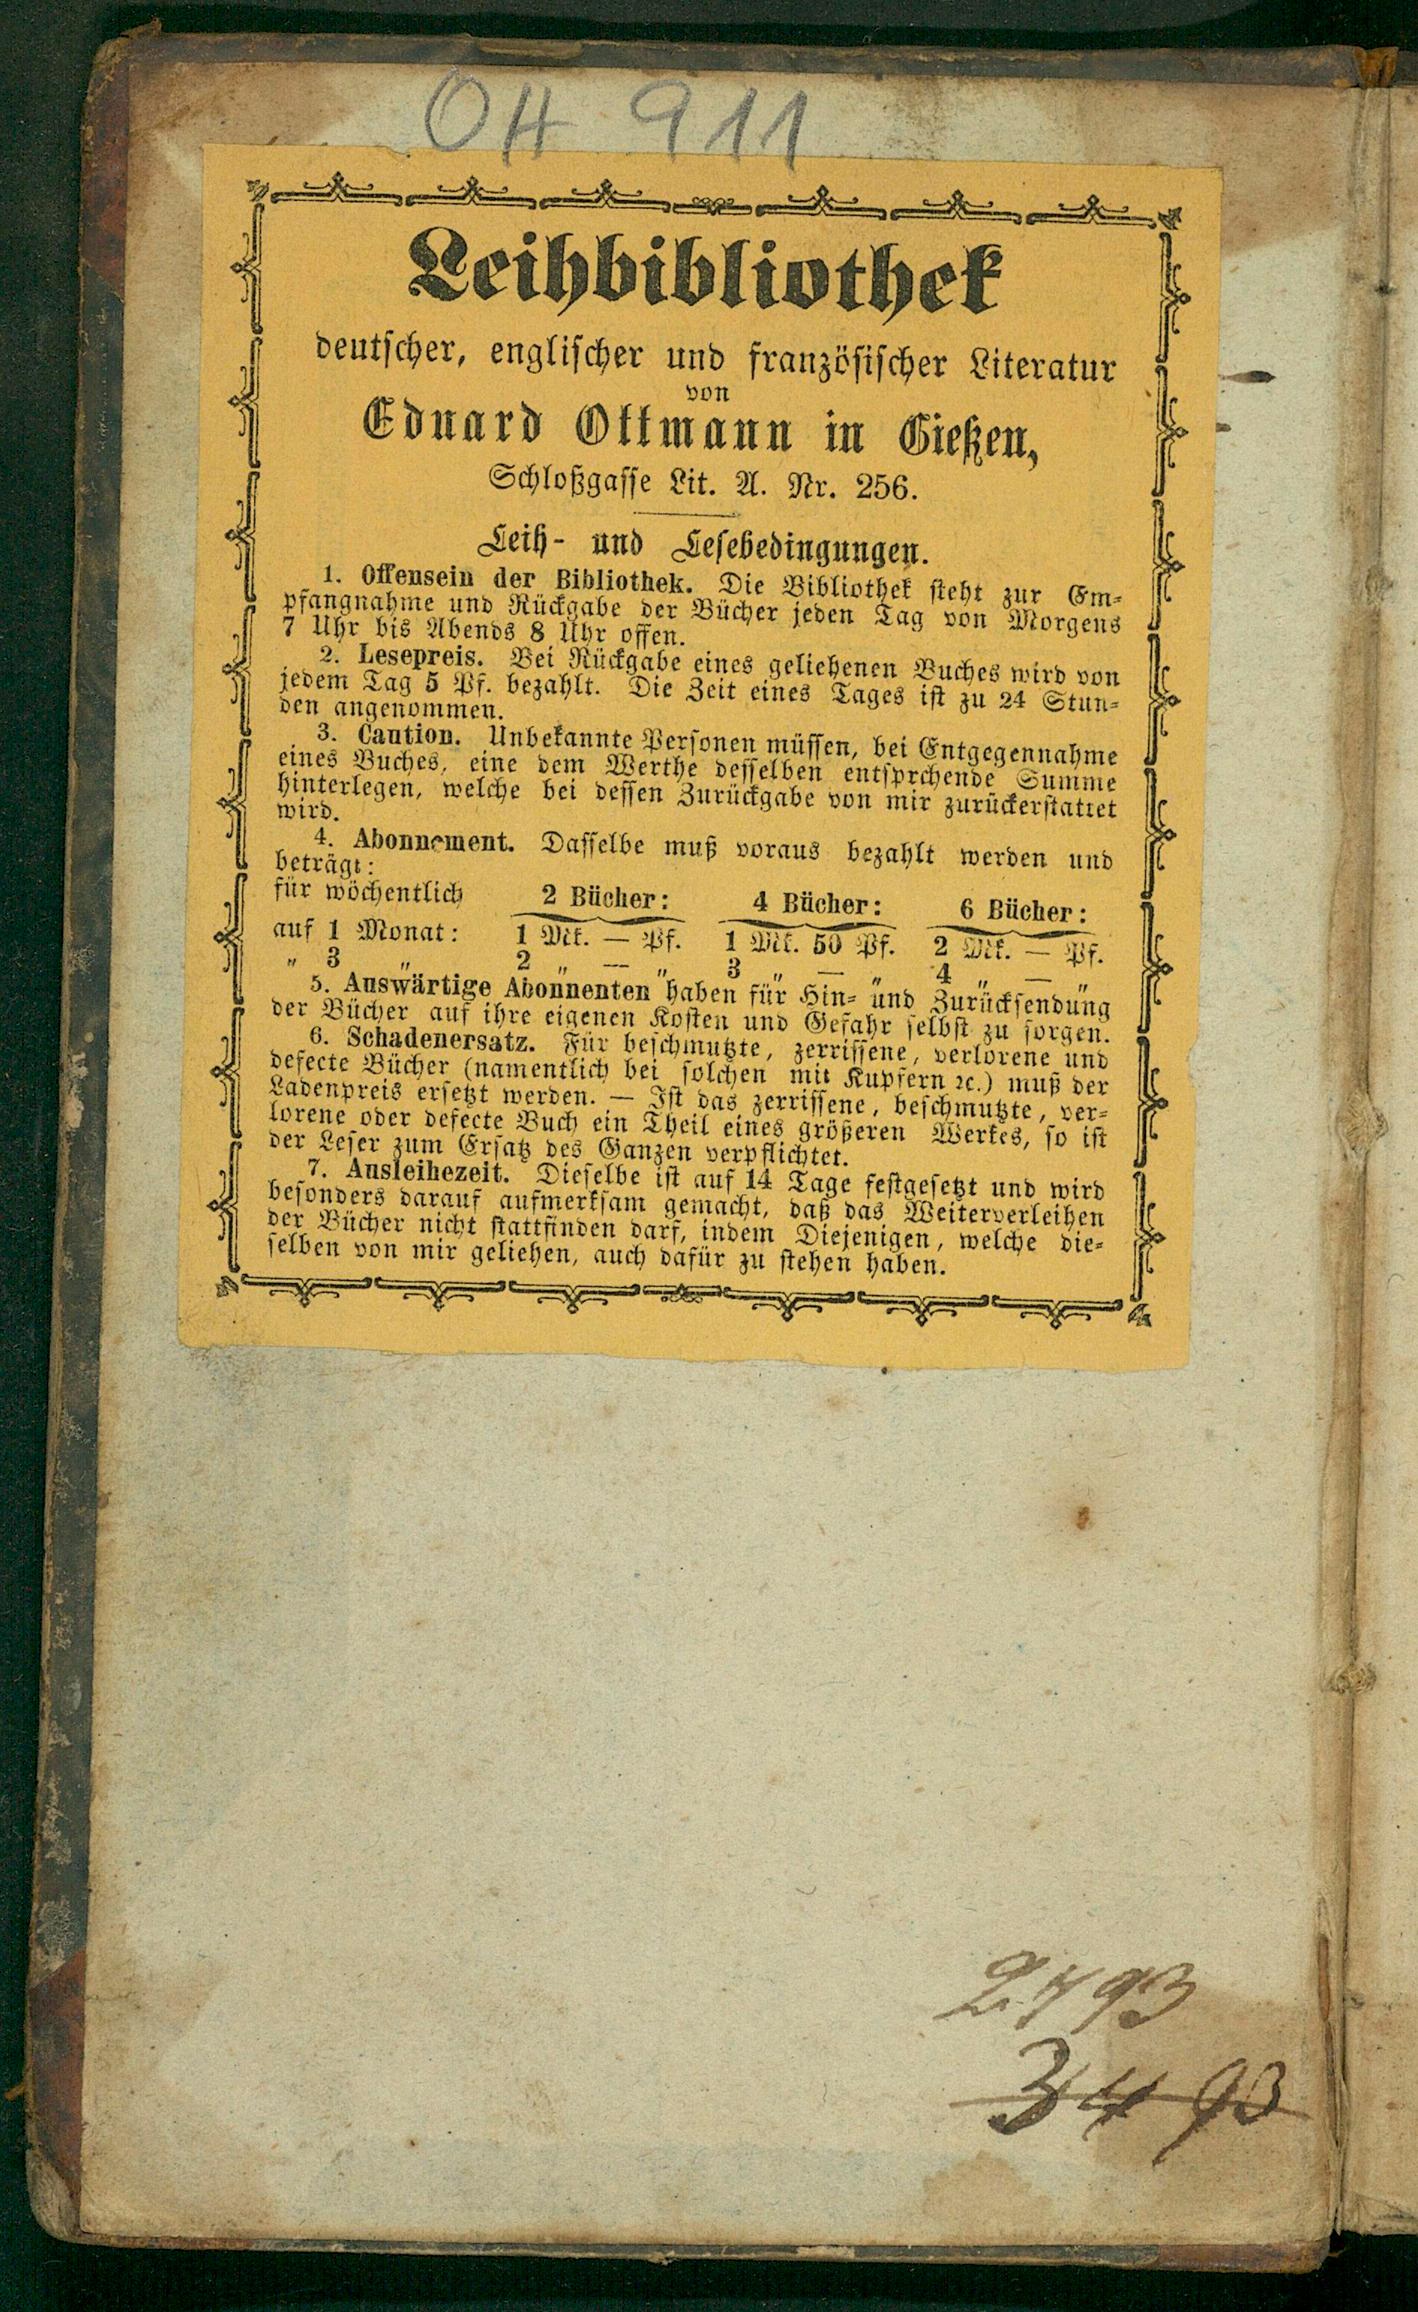 OH 911
Leihbibliothek
deutscher, englischer und französischer Literatur
von
Eduard Ottmann in Gießen,
Schloßgasse Lit. A. Nr. 256.
Leih- und Lesebedingungen.
1. Offensein der Bibliothek. Die Bibliothek steht zur Em-
pfangnahme und Rückgabe der Bücher jeden Tag von Morgens
7 Uhr bis Abends 8 Uhr offen.
2. Lesepreis. Bei Rückgabe eines geliehenen Buches wird von
jedem Tag 5 Pf. bezahlt. Die Zeit eines Tages ist zu 24 Stun-
den angenommen.
3. Caution. Unbekannte Personen müssen, bei Entgegennahme
eines Buches, eine dem Werthe desselben entsprchende Summe
hinterlegen, welche bei dessen Zurückgabe von mir zurückerstattet
wird.
4. Abonnement. Dasselbe muß voraus bezahlt werden und
beträgt:
für wöchentlich 2 Bücher: 4 Bücher: 6 Bücher:
auf 1 Monat: 1 Mk. — Pf. 1 Mk. 50 Pf. 2 Mk. — Pf.
" 3 " 2 " — " 3 " — " 4 " — "
5. Auswärtige Abonnenten haben für Hin- und Zurücksendung
der Bücher auf ihre eigenen Kosten und Gefahr selbst zu sorgen.
6. Schadenersatz. Für beschmutzte, zerrissene, verlorene und
defecte Bücher (namentlich bei solchen mit Kupfern ꝛc.) muß der
Ladenpreis ersetzt werden. — Ist das zerrissene, beschmutzte, ver-
lorene oder defecte Buch ein Theil eines größeren Werkes, so ist
der Leser zum Ersatz des Ganzen verpflichtet.
7. Ausleihezeit. Dieselbe ist auf 14 Tage festgesetzt und wird
besonders darauf aufmerksam gemacht, daß das Weiterverleihen
der Bücher nicht stattfinden darf, indem Diejenigen, welche die-
selben von mir geliehen, auch dafür zu stehen haben.
2493
3493